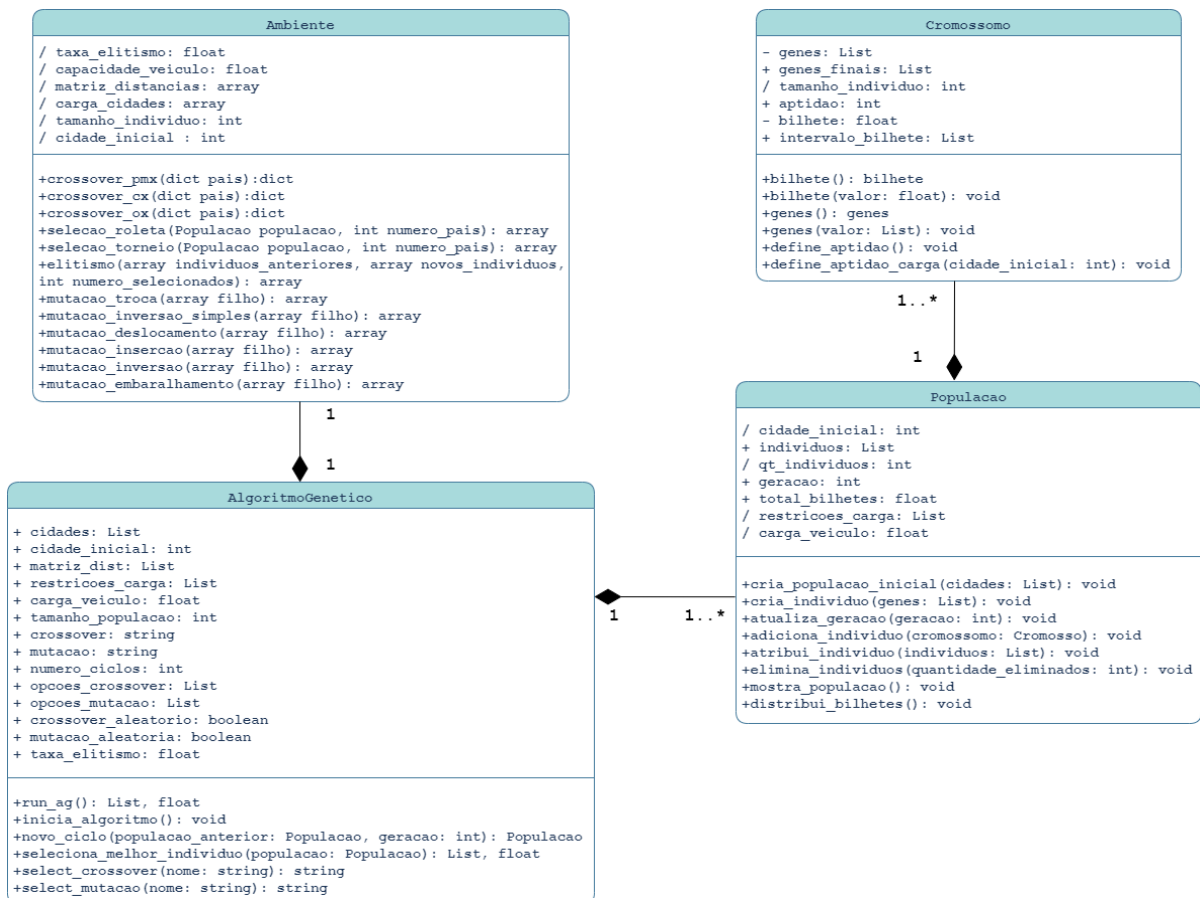 Ambiente
/ taxa_elitismo: float
/ capacidade_veiculo: float
/ matriz_distancias: array
/ carga_cidades: array
/ tamanho_individuo: int
/ cidade_inicial : int
+crossover_pmx(dict pais):dict
+crossover_cx(dict pais):dict
+crossover_ox(dict pais):dict
+selecao_roleta(Populacao populacao, int numero_pais): array
+selecao_torneio(Populacao populacao, int numero_pais): array
+elitismo(array individuos_anteriores, array novos_individuos,
int numero_selecionados): array
+mutacao_troca(array filho): array
+mutacao_inversao_simples(array filho): array
+mutacao_deslocamento(array filho): array
+mutacao_insercao(array filho): array
+mutacao_inversao(array filho): array
+mutacao_embaralhamento(array filho): array
1
1
Cromossomo
- genes: List
+ genes_finais: List
/ tamanho_individuo: int
+ aptidao: int
- bilhete: float
+ intervalo_bilhete: List
+bilhete(): bilhete
+bilhete(valor: float): void
+genes(): genes
+genes(valor: List): void
+define_aptidao(): void
+define_aptidao_carga(cidade_inicial: int): void
1..*
1
Populacao
/ cidade_inicial: int
+ individuos: List
/ qt_individuos: int
+ geracao: int
+ total_bilhetes: float
/ restricoes_carga: List
/ carga_veiculo: float
+cria_populacao_inicial(cidades: List): void
+cria_individuo(genes: List): void
+atualiza_geracao(geracao: int): void
+adiciona_individuo(cromossomo: Cromosso): void
+atribui_individuo(individuos: List): void
+elimina_individuos(quantidade_eliminados: int): void
+mostra_populacao(): void
+distribui_bilhetes(): void
1 1..*
AlgoritmoGenetico
+ cidades: List
+ cidade_inicial: int
+ matriz_dist: List
+ restricoes_carga: List
+ carga_veiculo: float
+ tamanho_populacao: int
+ crossover: string
+ mutacao: string
+ numero_ciclos: int
+ opcoes_crossover: List
+ opcoes_mutacao: List
+ crossover_aleatorio: boolean
+ mutacao_aleatoria: boolean
+ taxa_elitismo: float
+run_ag(): List, float
+inicia_algoritmo(): void
+novo_ciclo(populacao_anterior: Populacao, geracao: int): Populacao
+seleciona_melhor_individuo(populacao: Populacao): List, float
+select_crossover(nome: string): string
+select_mutacao(nome: string): string